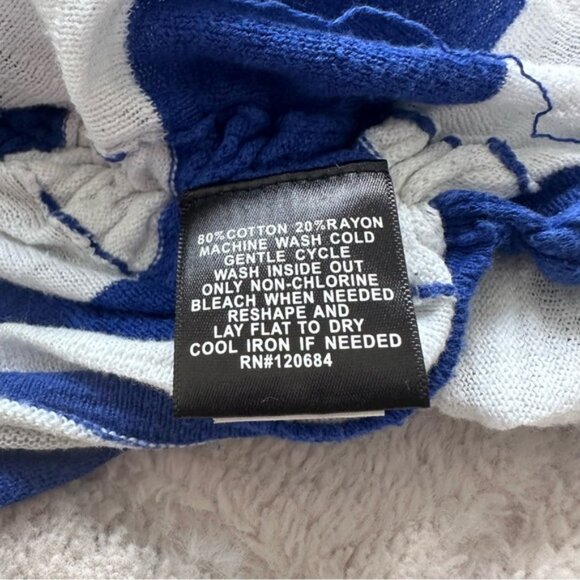 80%COTTON 20%RAYON
MACHINE WASH COLD
GENTLE CYCLE
WASH INSIDE OUT
ONLY NON-CHLORINE
BLEACH WHEN NEEDED
RESHAPE AND
LAY FLAT TO DRY
COOL IRON IF NEEDED
RN#120684